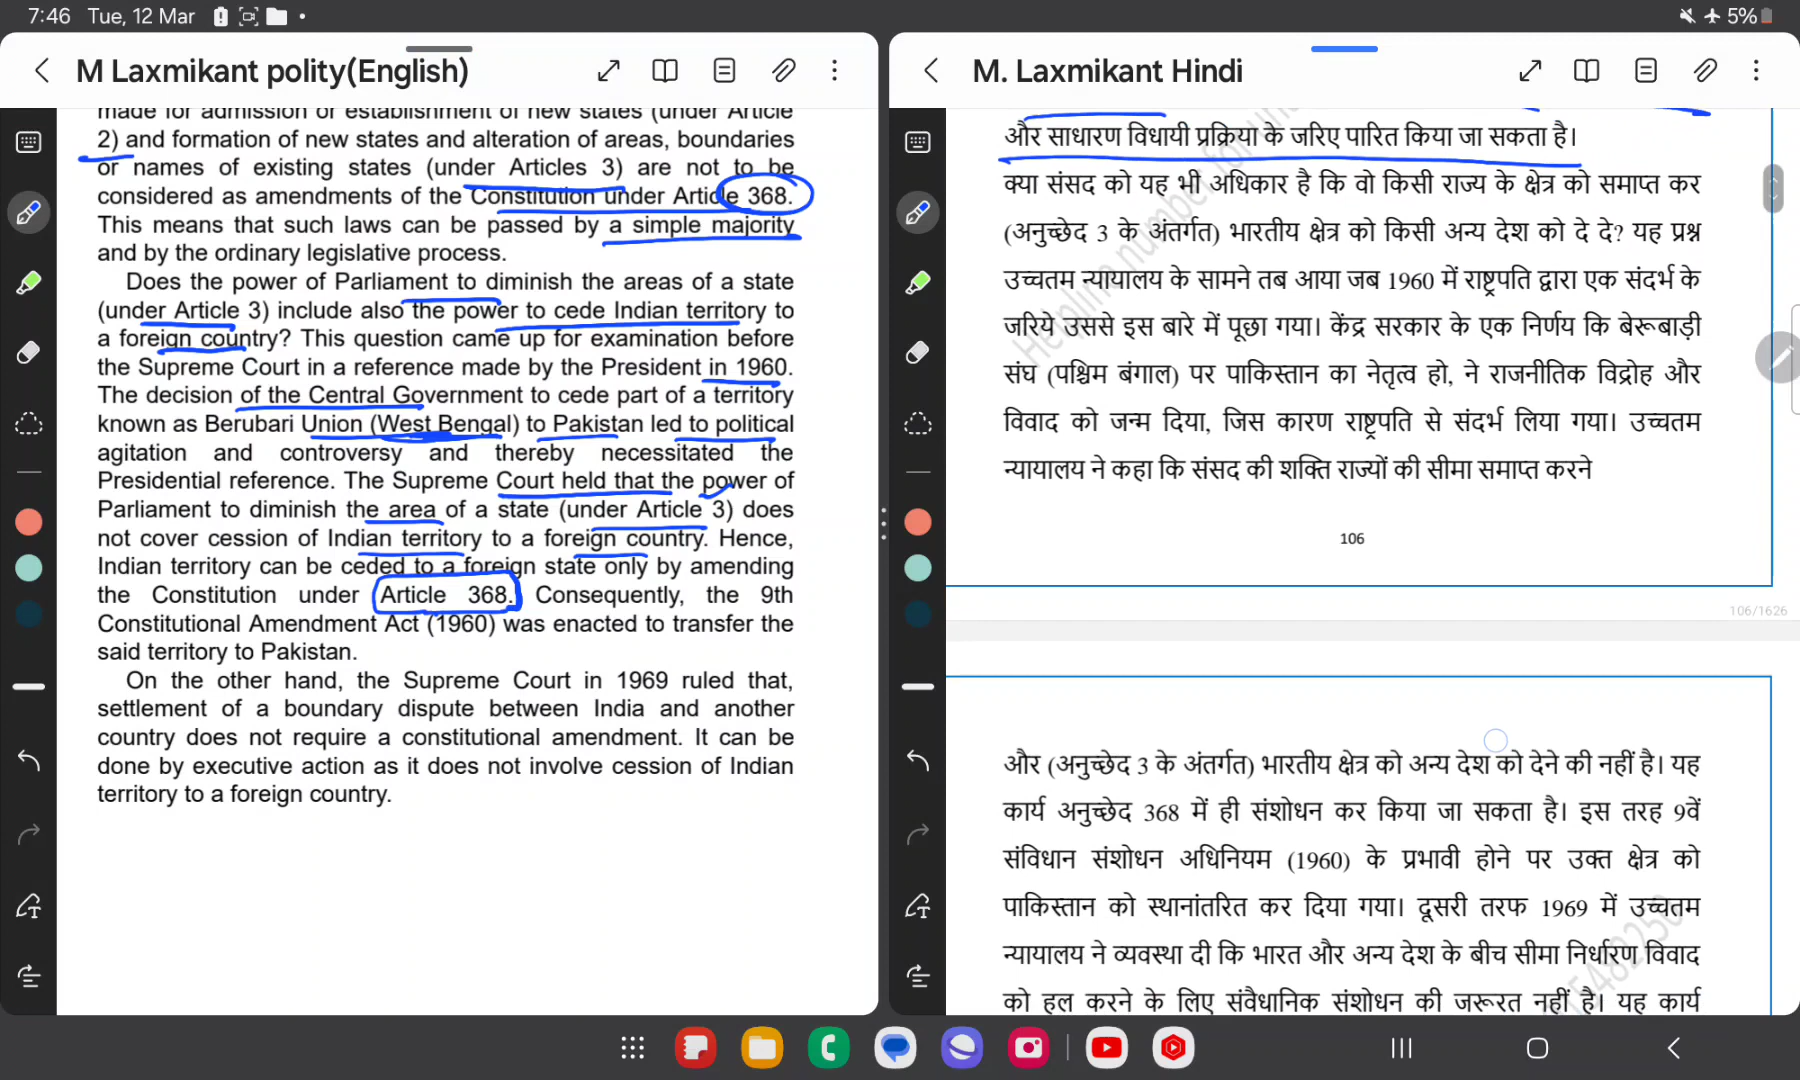 7:46 Tue, 12 Mar
5%
M Laxmikant polity(English)
made for admission or establishment of new states (under Article
2) and formation of new states and alteration of areas, boundaries
or names of existing states (under Articles 3) are not to be
considered as amendments of the Constitution under Article 368.
This means that such laws can be passed by a simple majority
and by the ordinary legislative process.
Does the power of Parliament to diminish the areas of a state
(under Article 3) include also the power to cede Indian territory to
a foreign country? This question came up for examination before
the Supreme Court in a reference made by the President in 1960.
The decision of the Central Government to cede part of a territory
known as Berubari Union (West Bengal) to Pakistan led to political
agitation and controversy and thereby necessitated the
Presidential reference. The Supreme Court held that the power of
Parliament to diminish the area of a state (under Article 3) does
not cover cession of Indian territory to a foreign country. Hence,
Indian territory can be ceded to a foreign state only by amending
the Constitution under Article 368. Consequently, the 9th
Constitutional Amendment Act (1960) was enacted to transfer the
said territory to Pakistan.
On the other hand, the Supreme Court in 1969 ruled that,
settlement of a boundary dispute between India and another
country does not require a constitutional amendment. It can be
done by executive action as it does not involve cession of Indian
territory to a foreign country.
M. Laxmikant Hindi
और साधारण विधायी प्रक्रिया के जरिए पारित किया जा सकता है।
क्या संसद को यह भी अधिकार है कि वो किसी राज्य के क्षेत्र को समाप्त कर
(अनुच्छेद 3 के अंतर्गत) भारतीय क्षेत्र को किसी अन्य देश को दे दे? यह प्रश्न
उच्चतम न्यायालय के सामने तब आया जब 1960 में राष्ट्रपति द्वारा एक संदर्भ के
जरिये उससे इस बारे में पूछा गया। केंद्र सरकार के एक निर्णय कि बेरूबाड़ी
संघ (पश्चिम बंगाल) पर पाकिस्तान का नेतृत्व हो, ने राजनीतिक विद्रोह और
विवाद को जन्म दिया, जिस कारण राष्ट्रपति से संदर्भ लिया गया। उच्चतम
न्यायालय ने कहा कि संसद की शक्ति राज्यों की सीमा समाप्त करने
Helpline number
106
106/1626
और (अनुच्छेद 3 के अंतर्गत) भारतीय क्षेत्र को अन्य देश को देने की नहीं है। यह
कार्य अनुच्छेद 368 में ही संशोधन कर किया जा सकता है। इस तरह 9वें
संविधान संशोधन अधिनियम (1960) के प्रभावी होने पर उक्त क्षेत्र को
पाकिस्तान को स्थानांतरित कर दिया गया। दूसरी तरफ 1969 में उच्चतम
न्यायालय ने व्यवस्था दी कि भारत और अन्य देश के बीच सीमा निर्धारण विवाद
को हल करने के लिए संवैधानिक संशोधन की जरूरत नहीं है। यह कार्य